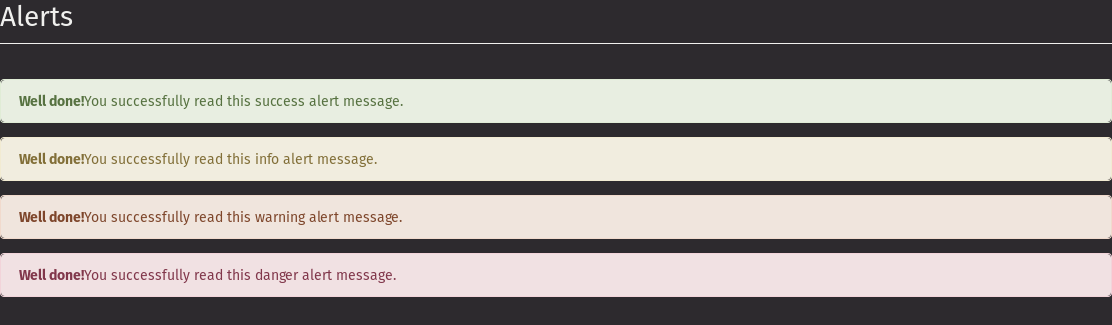 Alerts
Well done!You successfully read this success alert message.
Well done!You successfully read this info alert message.
Well done!You successfully read this warning alert message.
Well done!You successfully read this danger alert message.